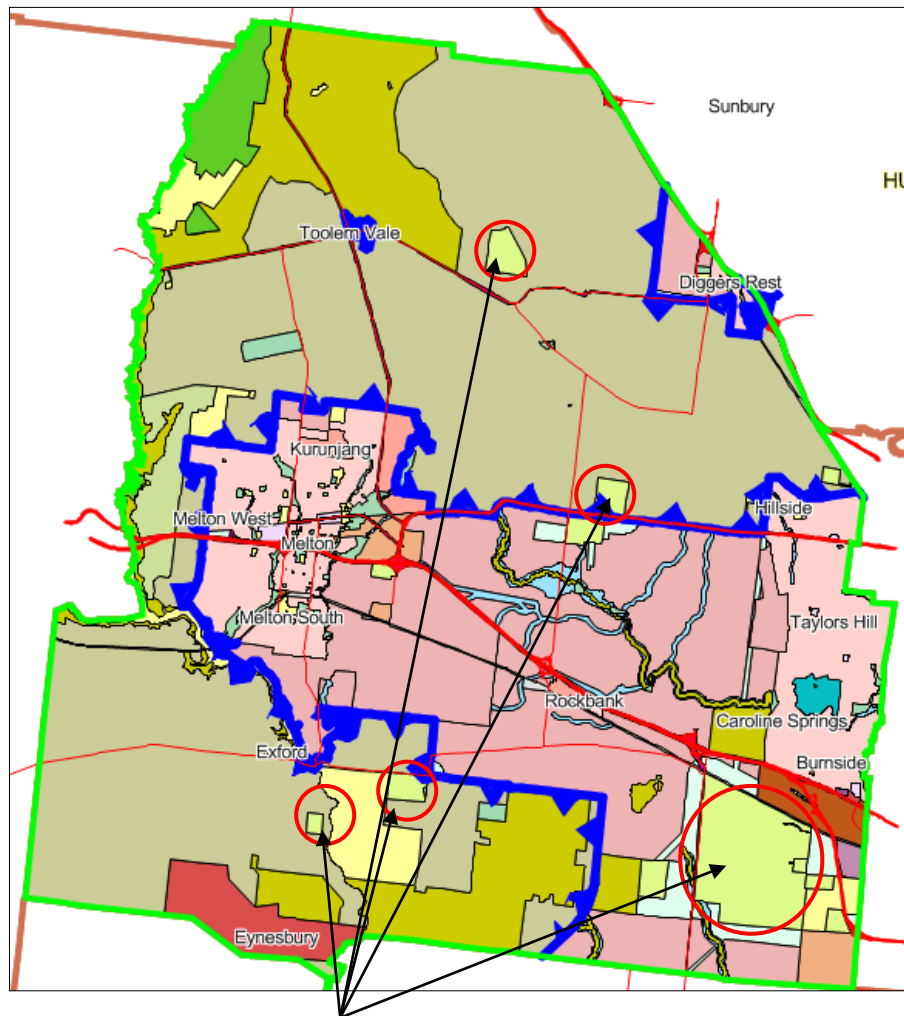 Sunbury
HU
Toolern Vale
Diggers Rest
Kurunjang
Melton West
Hillside
Melton
Melton South
Taylors Hill
Rockbank
Caroline Springs
Exford
Burnside
Eynesbury